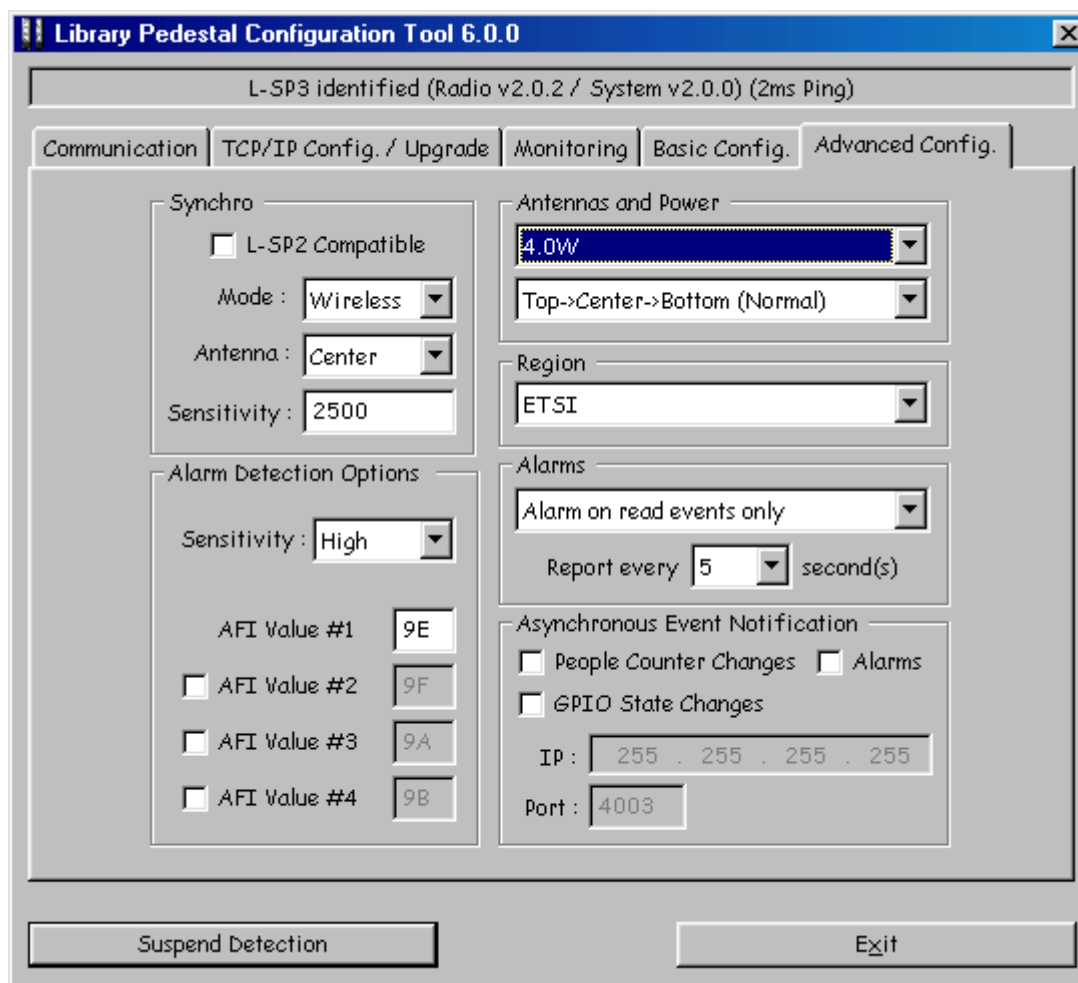 Library Pedestal Configuration Tool 6.0.0
L-SP3 identified (Radio v2.0.2 / System v2.0.0) (2ms Ping)
Communication
TCP/IP Config. / Upgrade
Monitoring
Basic Config.
Advanced Config.
Synchro
L-SP2 Compatible
Mode : Wireless
Antenna : Center
Sensitivity : 2500
Alarm Detection Options
Sensitivity : High
AFI Value #1 9E
AFI Value #2 9F
AFI Value #3 9A
AFI Value #4 9B
Antennas and Power
4.0W
Top->Center->Bottom (Normal)
Region
ETSI
Alarms
Alarm on read events only
Report every 5 second(s)
Asynchronous Event Notification
People Counter Changes Alarms
GPIO State Changes
IP : 255 . 255 . 255 . 255
Port : 4003
Suspend Detection
Exit